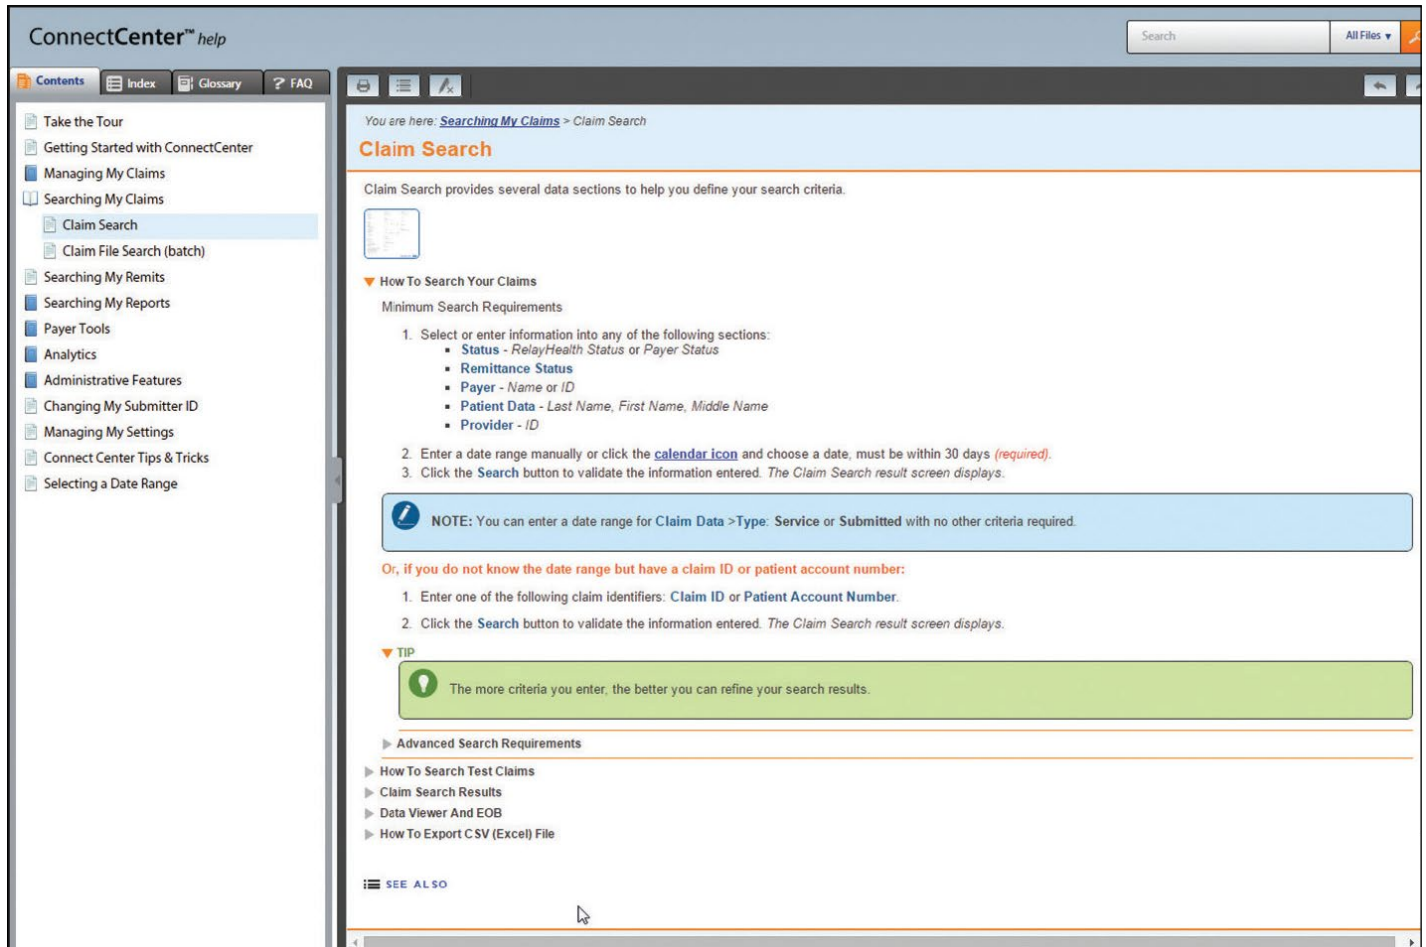 ConnectCenter™ help
Search
All Files
Contents
Index
Glossary
? FAQ
Take the Tour
Getting Started with ConnectCenter
Managing My Claims
Searching My Claims
Claim Search
Claim File Search (batch)
Searching My Remits
Searching My Reports
Payer Tools
Analytics
Administrative Features
Changing My Submitter ID
Managing My Settings
Connect Center Tips & Tricks
Selecting a Date Range
You are here: Searching My Claims > Claim Search
Claim Search
Claim Search provides several data sections to help you define your search criteria.
How To Search Your Claims
Minimum Search Requirements
1. Select or enter information into any of the following sections:
▪ Status - RelayHealth Status or Payer Status
▪ Remittance Status
▪ Payer - Name or ID
▪ Patient Data - Last Name, First Name, Middle Name
▪ Provider - ID
2. Enter a date range manually or click the calendar icon and choose a date, must be within 30 days (required).
3. Click the Search button to validate the information entered. The Claim Search result screen displays.
NOTE: You can enter a date range for Claim Data >Type: Service or Submitted with no other criteria required.
Or, if you do not know the date range but have a claim ID or patient account number:
1. Enter one of the following claim identifiers: Claim ID or Patient Account Number.
2. Click the Search button to validate the information entered. The Claim Search result screen displays.
TIP
The more criteria you enter, the better you can refine your search results.
Advanced Search Requirements
How To Search Test Claims
Claim Search Results
Data Viewer And EOB
How To Export CSV (Excel) File
SEE ALSO